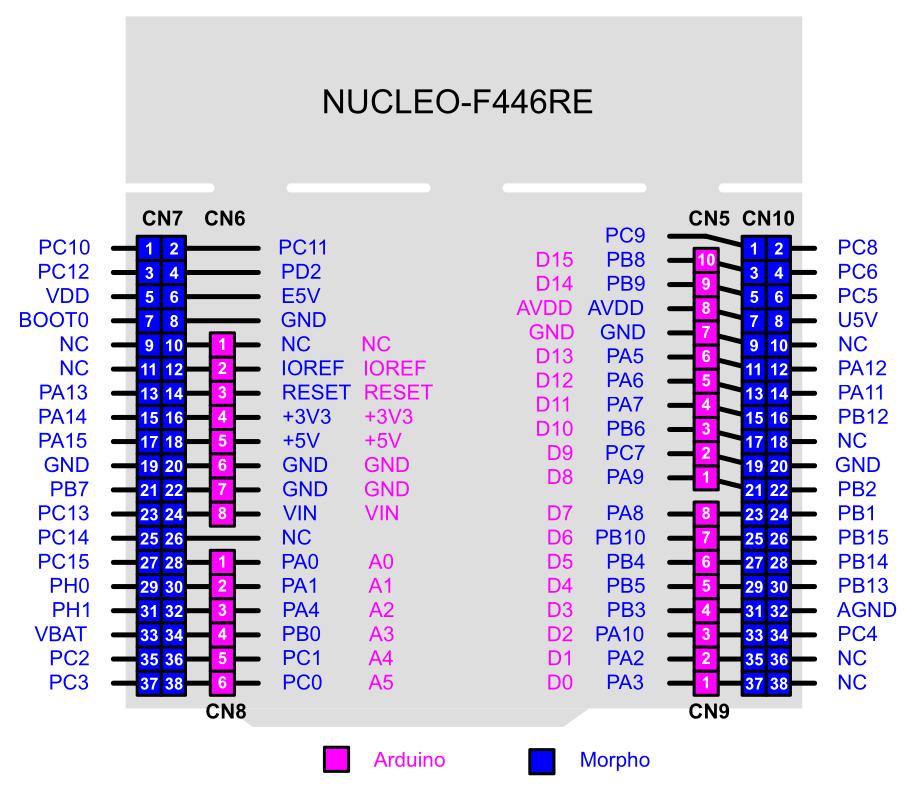 NUCLEO-F446RE
CN7 CN6 CN5 CN10
PC9
PC10 1 2 PC11 1 2 PC8
D15 PB8 10
PC12 3 4 PD2 3 4 PC6
D14 PB9 9
VDD 5 6 E5V 5 6 PC5
AVDD AVDD 8
BOOT0 7 8 GND 7 8 U5V
GND GND 7
NC 9 10 1 NC NC 9 10 NC
D13 PA5 6
NC 11 12 2 IOREF IOREF 11 12 PA12
D12 PA6 5
PA13 13 14 3 RESET RESET 13 14 PA11
D11 PA7 4
PA14 15 16 4 +3V3 +3V3 15 16 PB12
D10 PB6 3
PA15 17 18 5 +5V +5V 17 18 NC
D9 PC7 2
GND 19 20 6 GND GND 19 20 GND
D8 PA9 1
PB7 21 22 7 GND GND 21 22 PB2
PC13 23 24 8 VIN VIN D7 PA8 8 23 24 PB1
PC14 25 26 NC D6 PB10 7 25 26 PB15
PC15 27 28 1 PA0 A0 D5 PB4 6 27 28 PB14
PH0 29 30 2 PA1 A1 D4 PB5 5 29 30 PB13
PH1 31 32 3 PA4 A2 D3 PB3 4 31 32 AGND
VBAT 33 34 4 PB0 A3 D2 PA10 3 33 34 PC4
PC2 35 36 5 PC1 A4 D1 PA2 2 35 36 NC
PC3 37 38 6 PC0 A5 D0 PA3 1 37 38 NC
CN8 CN9
Arduino Morpho